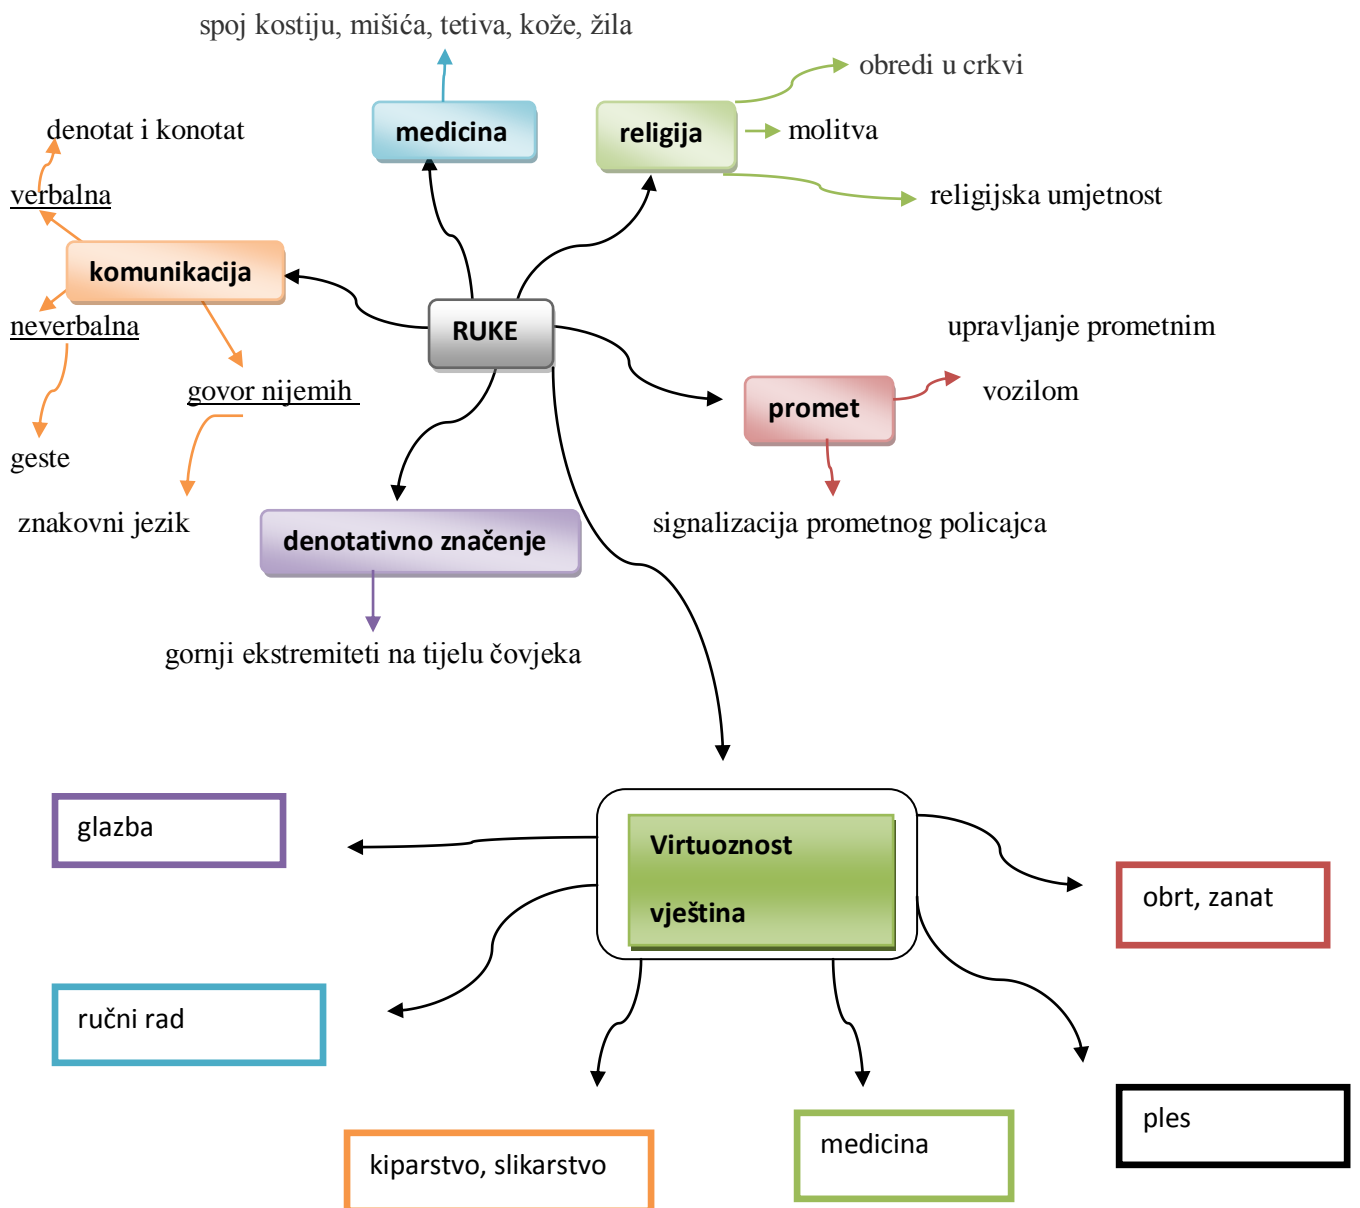 spoj kostiju, mišića, tetiva, kože, žila
obredi u crkvi
denotat i konotat
medicina
religija
molitva
verbalna
religijska umjetnost
komunikacija
neverbalna
RUKE
upravljanje prometnim
vozilom
govor nijemih
promet
geste
znakovni jezik
signalizacija prometnog policajca
denotativno značenje
gornji ekstremiteti na tijelu čovjeka
glazba
Virtuoznost
vještina
obrt, zanat
ručni rad
ples
medicina
kiparstvo, slikarstvo